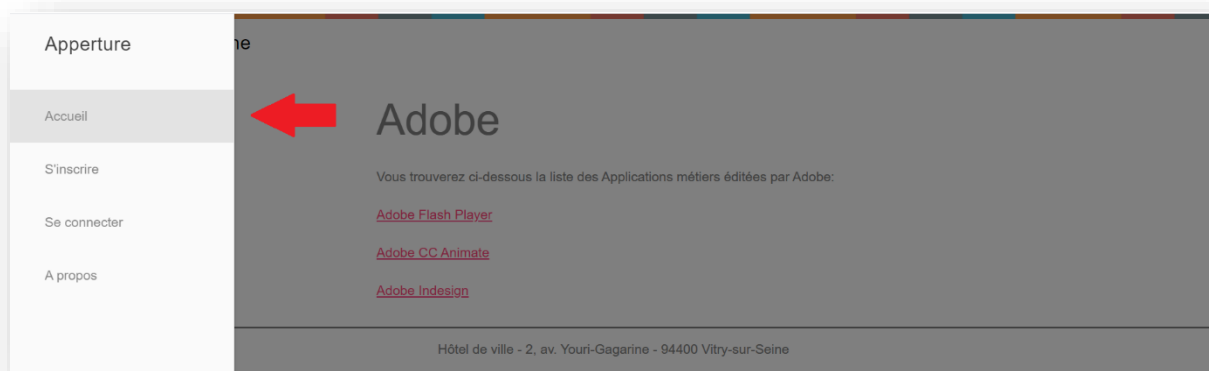 Apperture
Accueil
S'inscrire
Se connecter
A propos
ne
Adobe
Vous trouverez ci-dessous la liste des Applications métiers éditées par Adobe:
Adobe Flash Player
Adobe CC Animate
Adobe Indesign
Hôtel de ville - 2, av. Youri-Gagarine - 94400 Vitry-sur-Seine